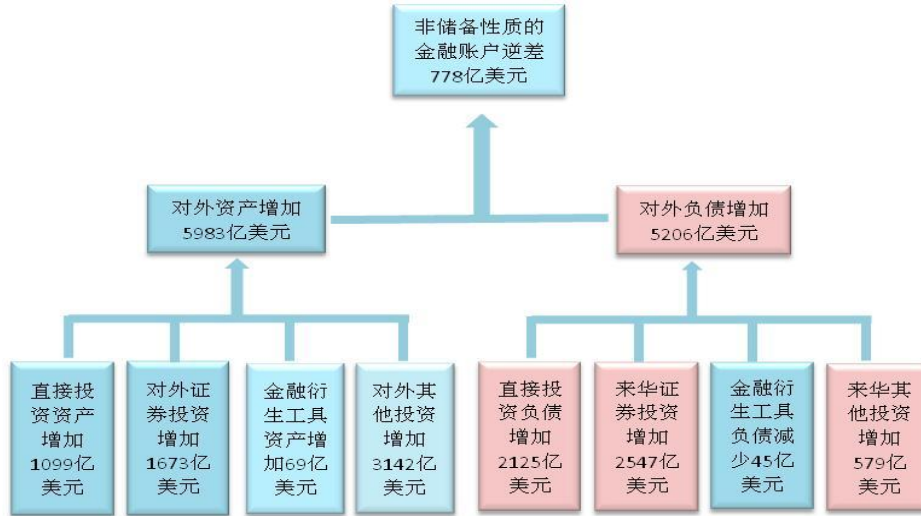 非储备性质的
金融账户逆差
778亿美元
对外资产增加
5983亿美元
对外负债增加
5206亿美元
直接投
资资产
增加
1099亿
美元
对外证
券投资
增加
1673亿
美元
金融衍
生工具
资产增
加69亿
美元
对外其
他投资
增加
3142亿
美元
直接投
资负债
增加
2125亿
美元
来华证
券投资
增加
2547亿
美元
金融衍
生工具
负债减
少45亿
美元
来华其
他投资
增加
579亿
美元